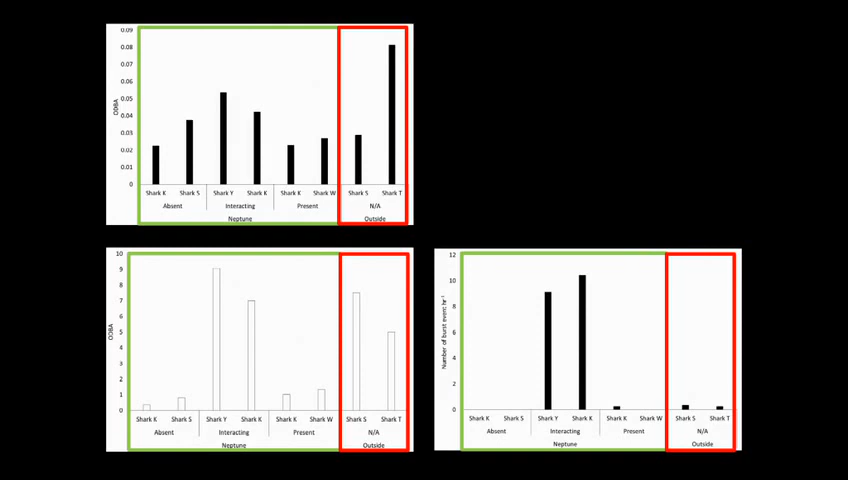 0.09
0.08
0.07
0.06
0.05
0.04
0.03
0.02
0.01
0
ODBA
Shark K Shark S Shark Y Shark K Shark K Shark W Shark S Shark T
Absent Interacting Present N/A
Neptune Outside
10
9
8
7
6
5
4
3
2
1
0
ODBA
Shark K Shark S Shark Y Shark K Shark K Shark W Shark S Shark T
Absent Interacting Present N/A
Neptune Outside
12
10
8
6
4
2
0
Number of burst event hr⁻¹
Shark K Shark S Shark Y Shark K Shark K Shark W Shark S Shark T
Absent Interacting Present N/A
Neptune Outside